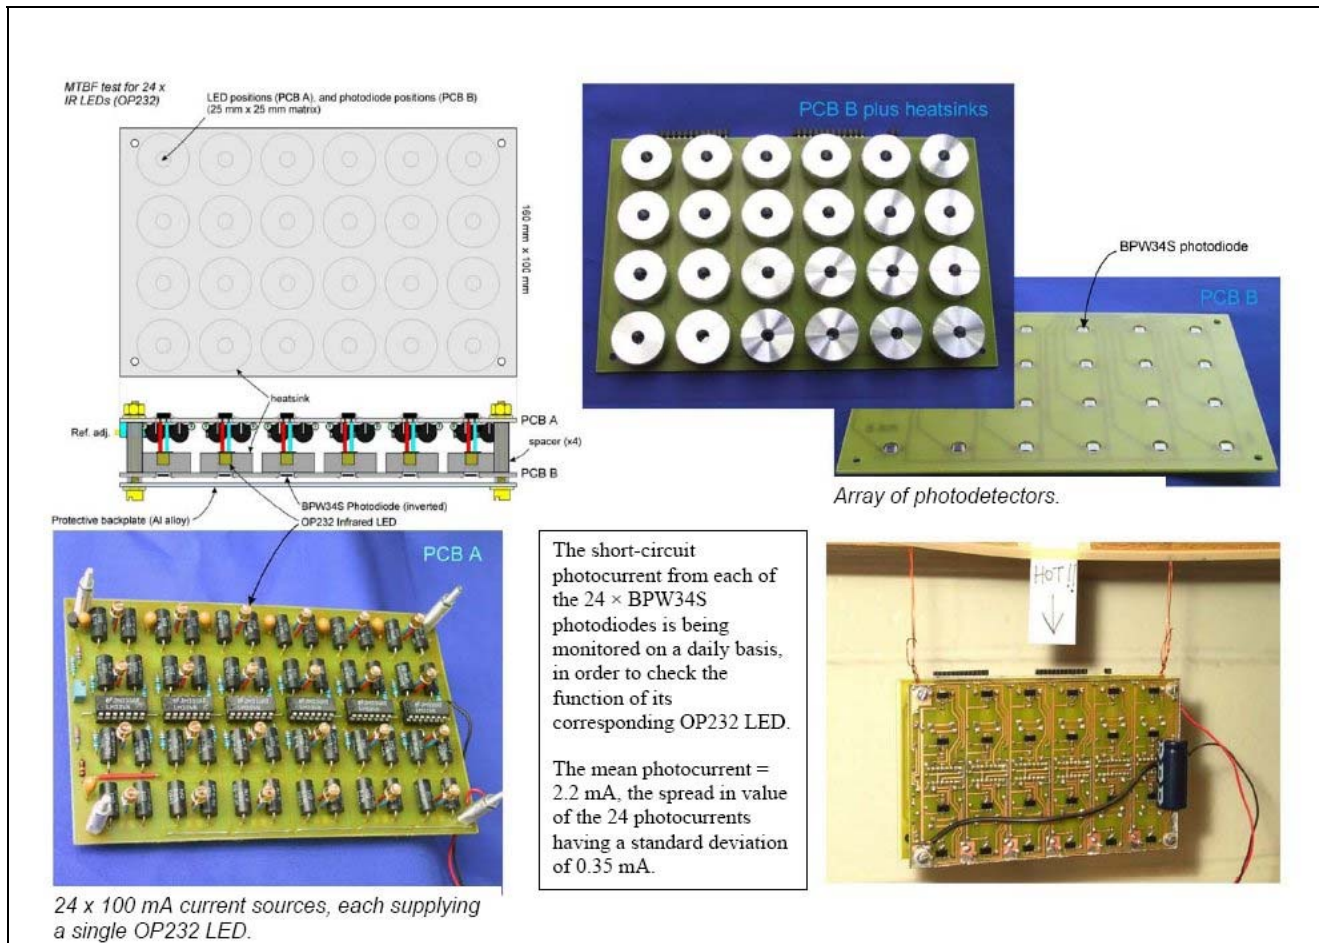 MTBF test for 24 x
IR LEDs (OP232)
LED positions (PCB A), and photodiode positions (PCB B)
(25 mm x 25 mm matrix)
160 mm x 100 mm
heatsink
PCB A
Ref. adj.
spacer (x4)
PCB B
BPW34S Photodiode (inverted)
Protective backplate (Al alloy)
OP232 Infrared LED
PCB B plus heatsinks
BPW34S photodiode
PCB B
Array of photodetectors.
PCB A
24 x 100 mA current sources, each supplying
a single OP232 LED.
The short-circuit
photocurrent from each of
the 24 × BPW34S
photodiodes is being
monitored on a daily basis,
in order to check the
function of its
corresponding OP232 LED.
The mean photocurrent =
2.2 mA, the spread in value
of the 24 photocurrents
having a standard deviation
of 0.35 mA.
HOT!!